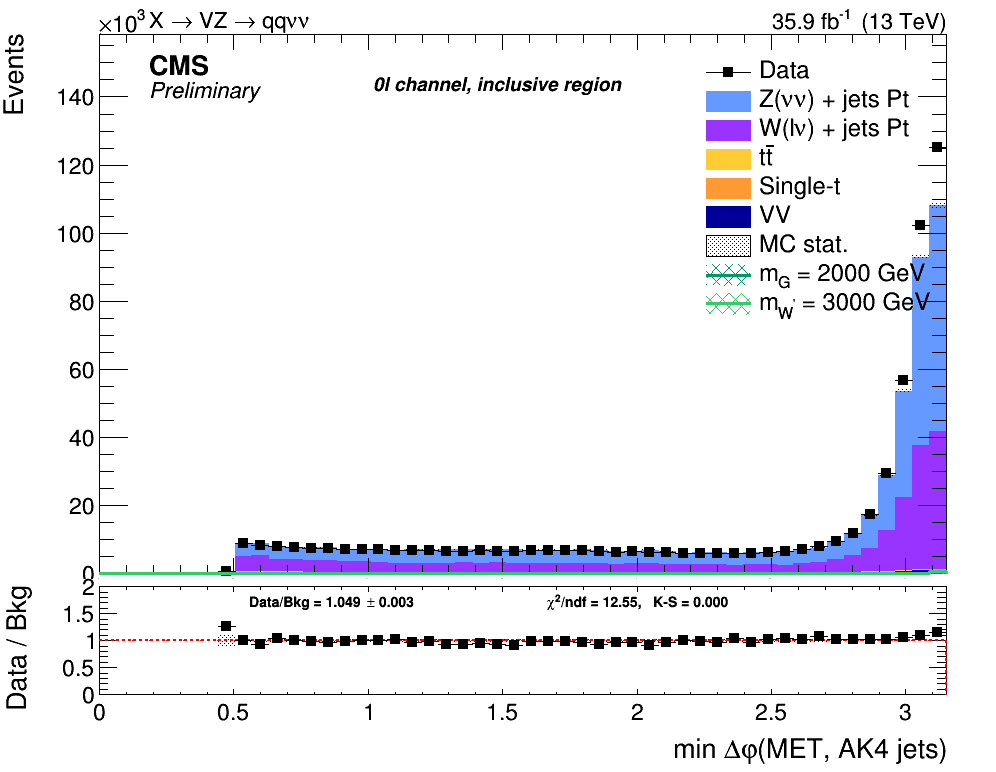 ×10³ X → VZ → qqνν 35.9 fb⁻¹ (13 TeV)
CMS
Preliminary
0l channel, inclusive region
Data
Z(νν) + jets Pt
W(lν) + jets Pt
tt̄
Single-t
VV
MC stat.
m_G = 2000 GeV
m_W' = 3000 GeV
Events
140
120
100
80
60
40
20
0
Data/Bkg = 1.049 ± 0.003 χ²/ndf = 12.55, K-S = 0.000
Data / Bkg
2
1.5
1
0.5
0
0 0.5 1 1.5 2 2.5 3
min Δφ(MET, AK4 jets)